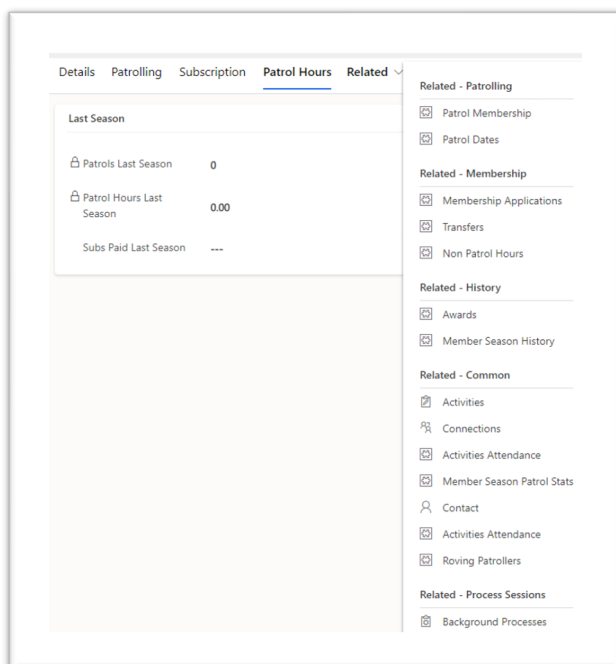 Details Patrolling Subscription Patrol Hours Related
Last Season
Patrols Last Season 0
Patrol Hours Last
Season 0.00
Subs Paid Last Season ---
Related - Patrolling
Patrol Membership
Patrol Dates
Related - Membership
Membership Applications
Transfers
Non Patrol Hours
Related - History
Awards
Member Season History
Related - Common
Activities
Connections
Activities Attendance
Member Season Patrol Stats
Contact
Activities Attendance
Roving Patrollers
Related - Process Sessions
Background Processes